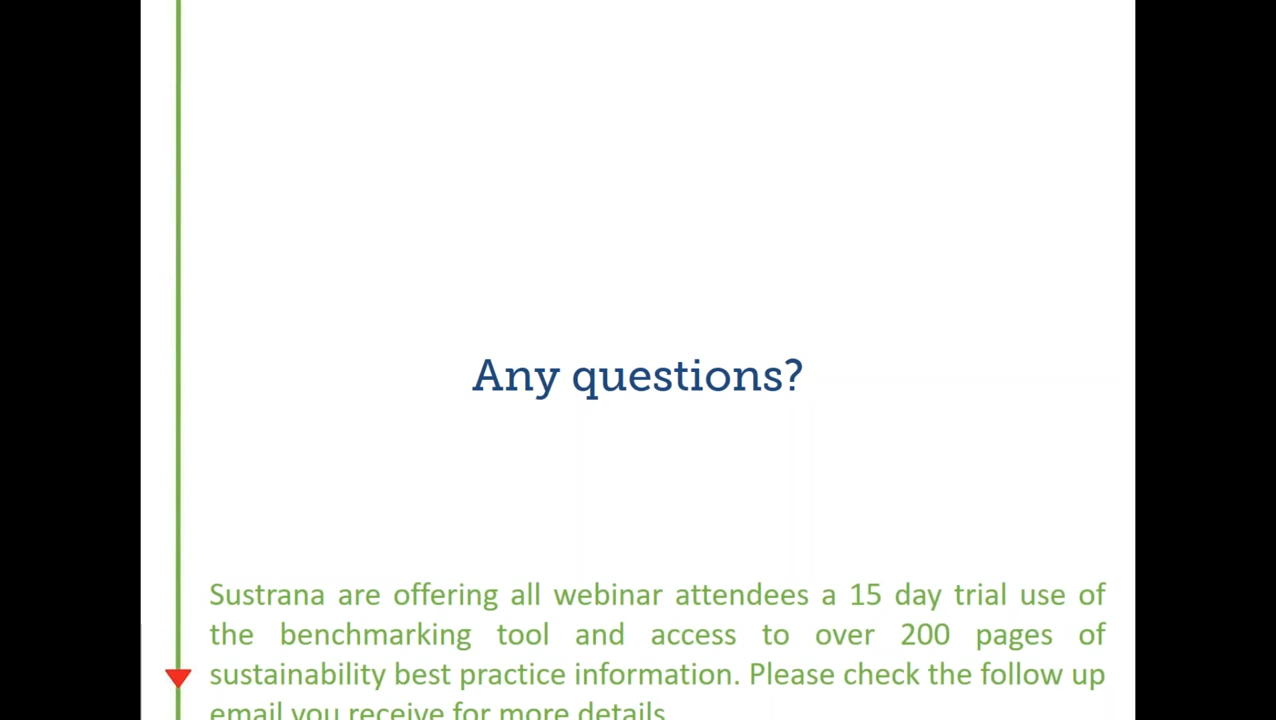 Any questions?
Sustrana are offering all webinar attendees a 15 day trial use of
the benchmarking tool and access to over 200 pages of
sustainability best practice information. Please check the follow up
email you receive for more details.